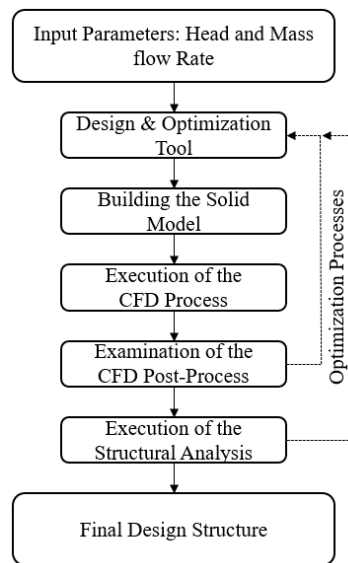 Input Parameters: Head and Mass
flow Rate
Design & Optimization
Tool
Building the Solid
Model
Execution of the
CFD Process
Examination of the
CFD Post-Process
Execution of the
Structural Analysis
Final Design Structure
Optimization Processes